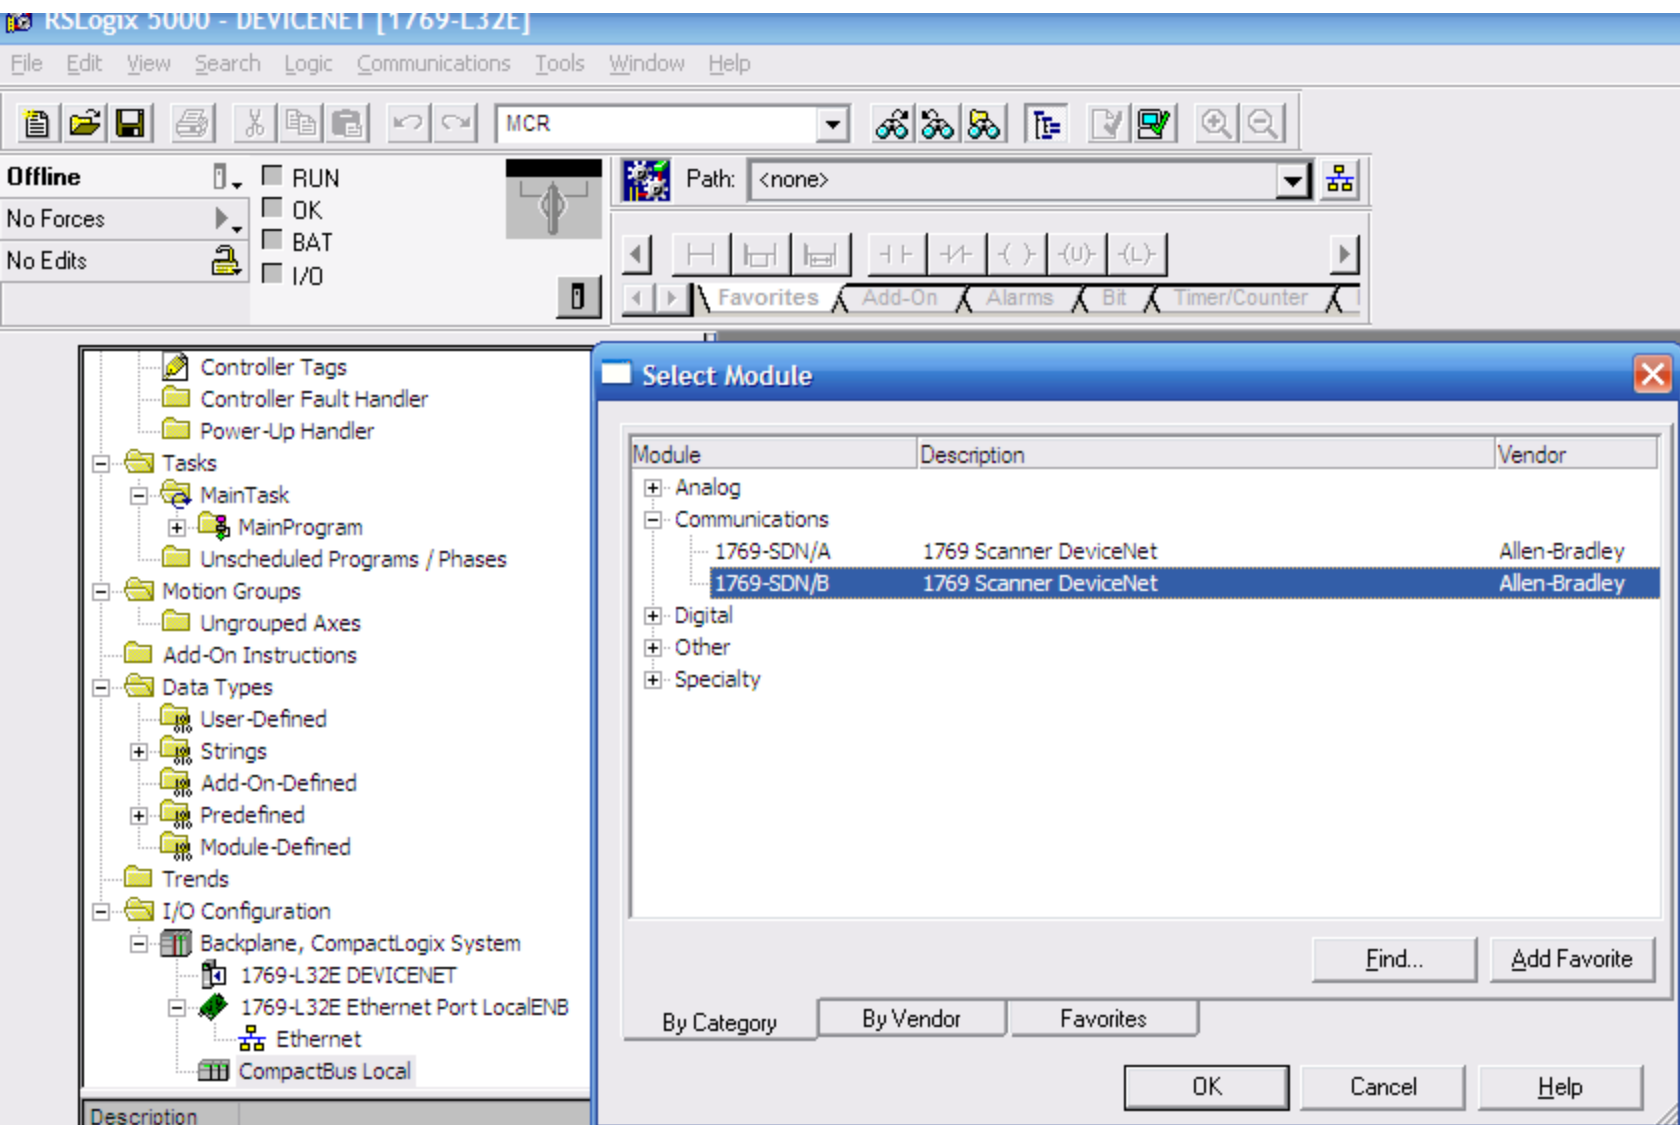 RSLogix 5000 - DEVICENET [1769-L32E]
File Edit View Search Logic Communications Tools Window Help
MCR
Offline
RUN
Path: <none>
No Forces
OK
BAT
No Edits
I/O
Favorites Add-On Alarms Bit Timer/Counter
Controller Tags
Controller Fault Handler
Power-Up Handler
Tasks
MainTask
MainProgram
Unscheduled Programs / Phases
Motion Groups
Ungrouped Axes
Add-On Instructions
Data Types
User-Defined
Strings
Add-On-Defined
Predefined
Module-Defined
Trends
I/O Configuration
Backplane, CompactLogix System
1769-L32E DEVICENET
1769-L32E Ethernet Port LocalENB
Ethernet
CompactBus Local
Description
Select Module
Module Description Vendor
Analog
Communications
1769-SDN/A 1769 Scanner DeviceNet Allen-Bradley
1769-SDN/B 1769 Scanner DeviceNet Allen-Bradley
Digital
Other
Specialty
Find... Add Favorite
By Category By Vendor Favorites
OK Cancel Help